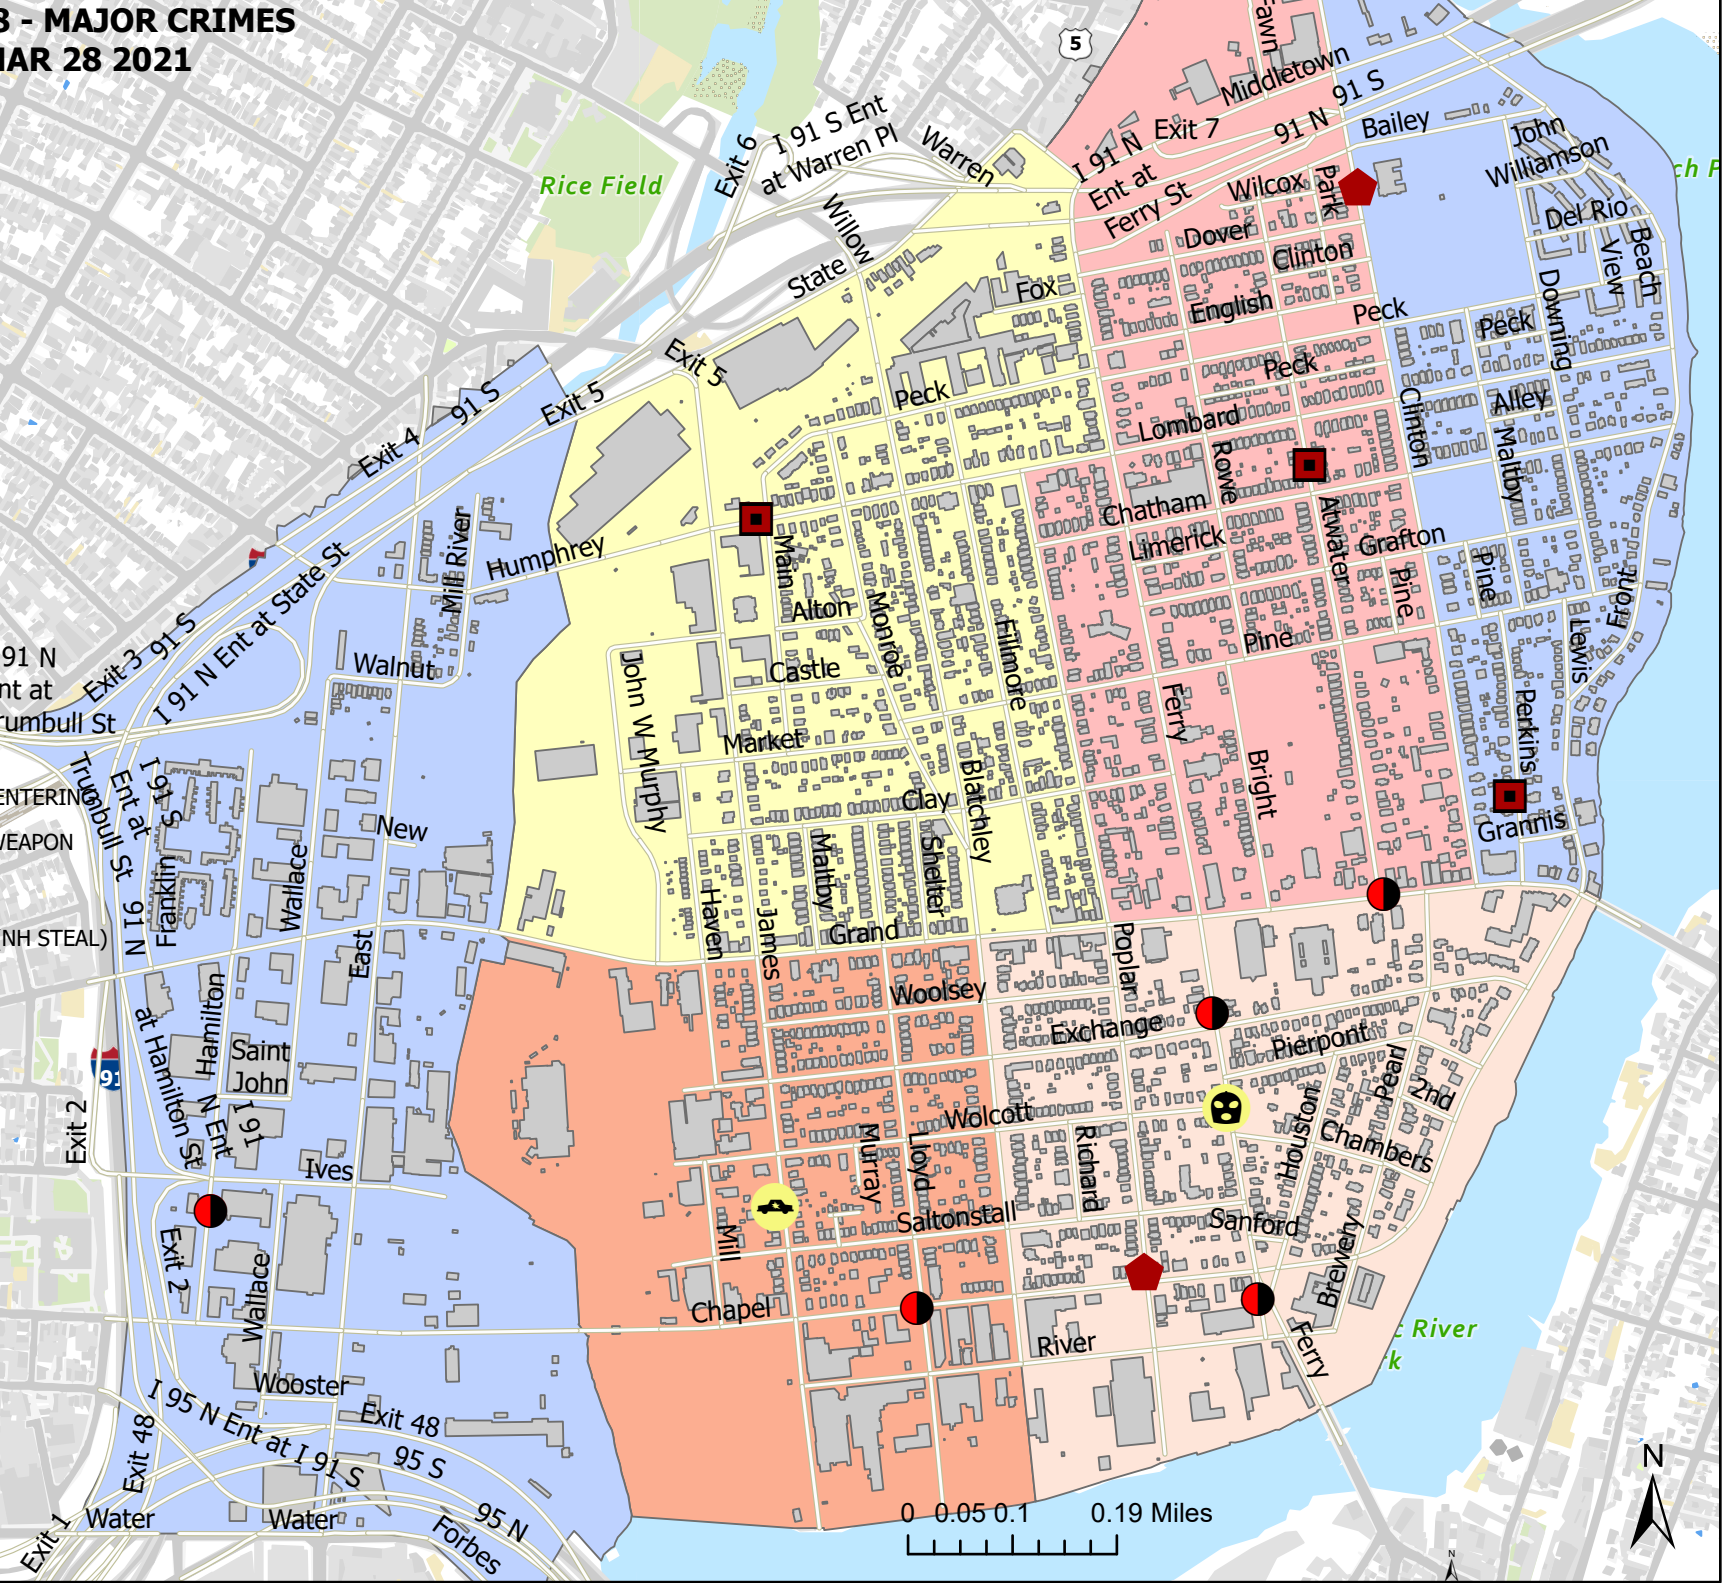 8 - MAJOR CRIMES
MAR 28 2021
5
Fawn
Middletown
91 S
Exit 7
91 N
Bailey
I 91 N
Ent at
Ferry St
I 91 S Ent
at Warren Pl
Warren
Exit 6
Rice Field
John
Williamson
Wilcox
Park
Del Rio
Beach
View
Dover
Clinton
Willow
State
Fox
English
Peck
Peck
Downing
Exit 5
Peck
Peck
Alley
Exit 5
91 S
Exit 4
Lombard
Rowe
Clinton
Maltby
Chatham
Limerick
Atwater
Grafton
Humphrey
Mill River
Main
Alton
Monroe
Fillmore
Pine
Pine
Front
Lewis
I 91 N Ent at State St
91 S
Exit 3
91 N
nt at
rumbull St
Walnut
Castle
John W Murphy
Pine
Ferry
Perkins
Market
Bright
Blatchley
Clay
Trumbull St
Ent at
I 91 S
ENTERING
WEAPON
New
Grannis
Franklin
Wallace
Maltby
Shelter
Haven
James
Grand
91 N
NH STEAL)
East
Poplar
Woolsey
Hamilton
at Hamilton St
Exchange
Pierpont
Saint
John
91
Pearl
2nd
Exit 2
N Ent
I 91
Wolcott
Houston
Chambers
Murray
Lloyd
Richard
Ives
Saltonstall
Sanford
Mill
Exit 2
Wallace
Brewery
Chapel
River
Ferry
c River
rk
Wooster
I 95 N Ent at I 91 S
Exit 48
Exit 48
95 S
N
Water
Water
95 N
Forbes
Exit 1
0 0.05 0.1 0.19 Miles
N